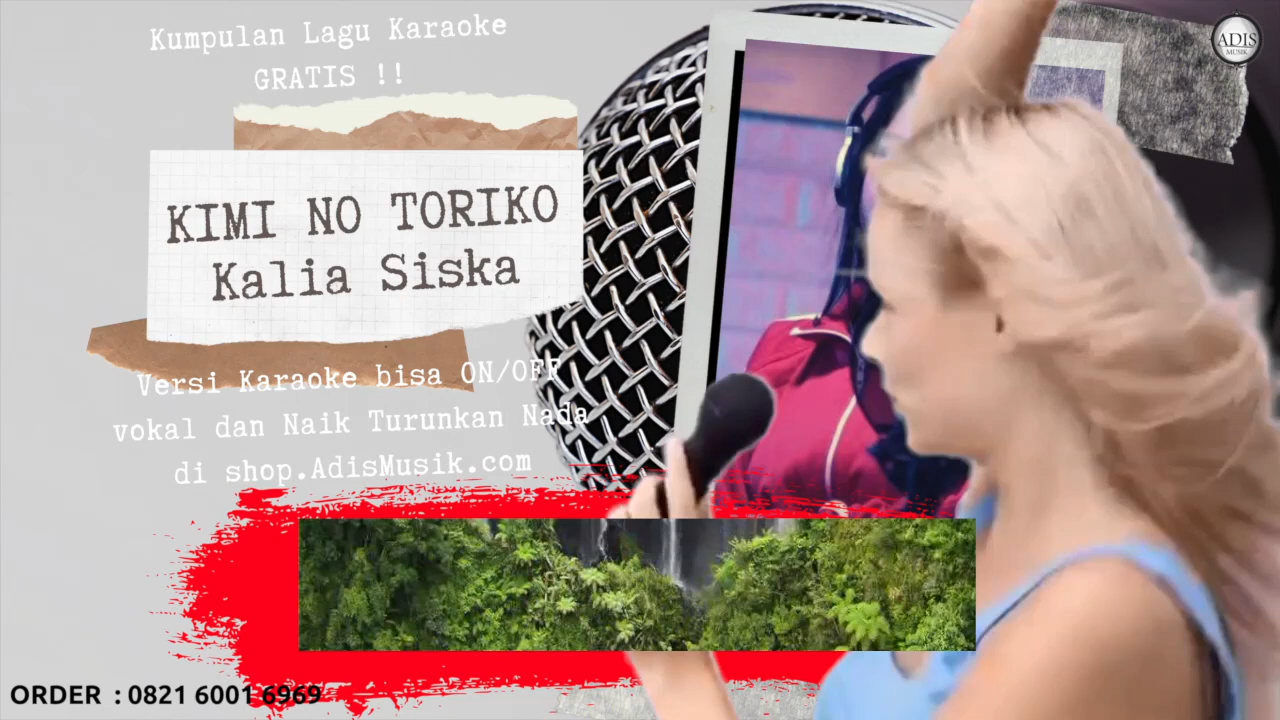 Kumpulan Lagu Karaoke
GRATIS !!
KIMI NO TORIKO
Kalia Siska
Versi Karaoke bisa ON/OFF
vokal dan Naik Turunkan Nada
di shop.AdisMusik.com
ORDER : 0821 6001 6969
ADIS
MUSIK